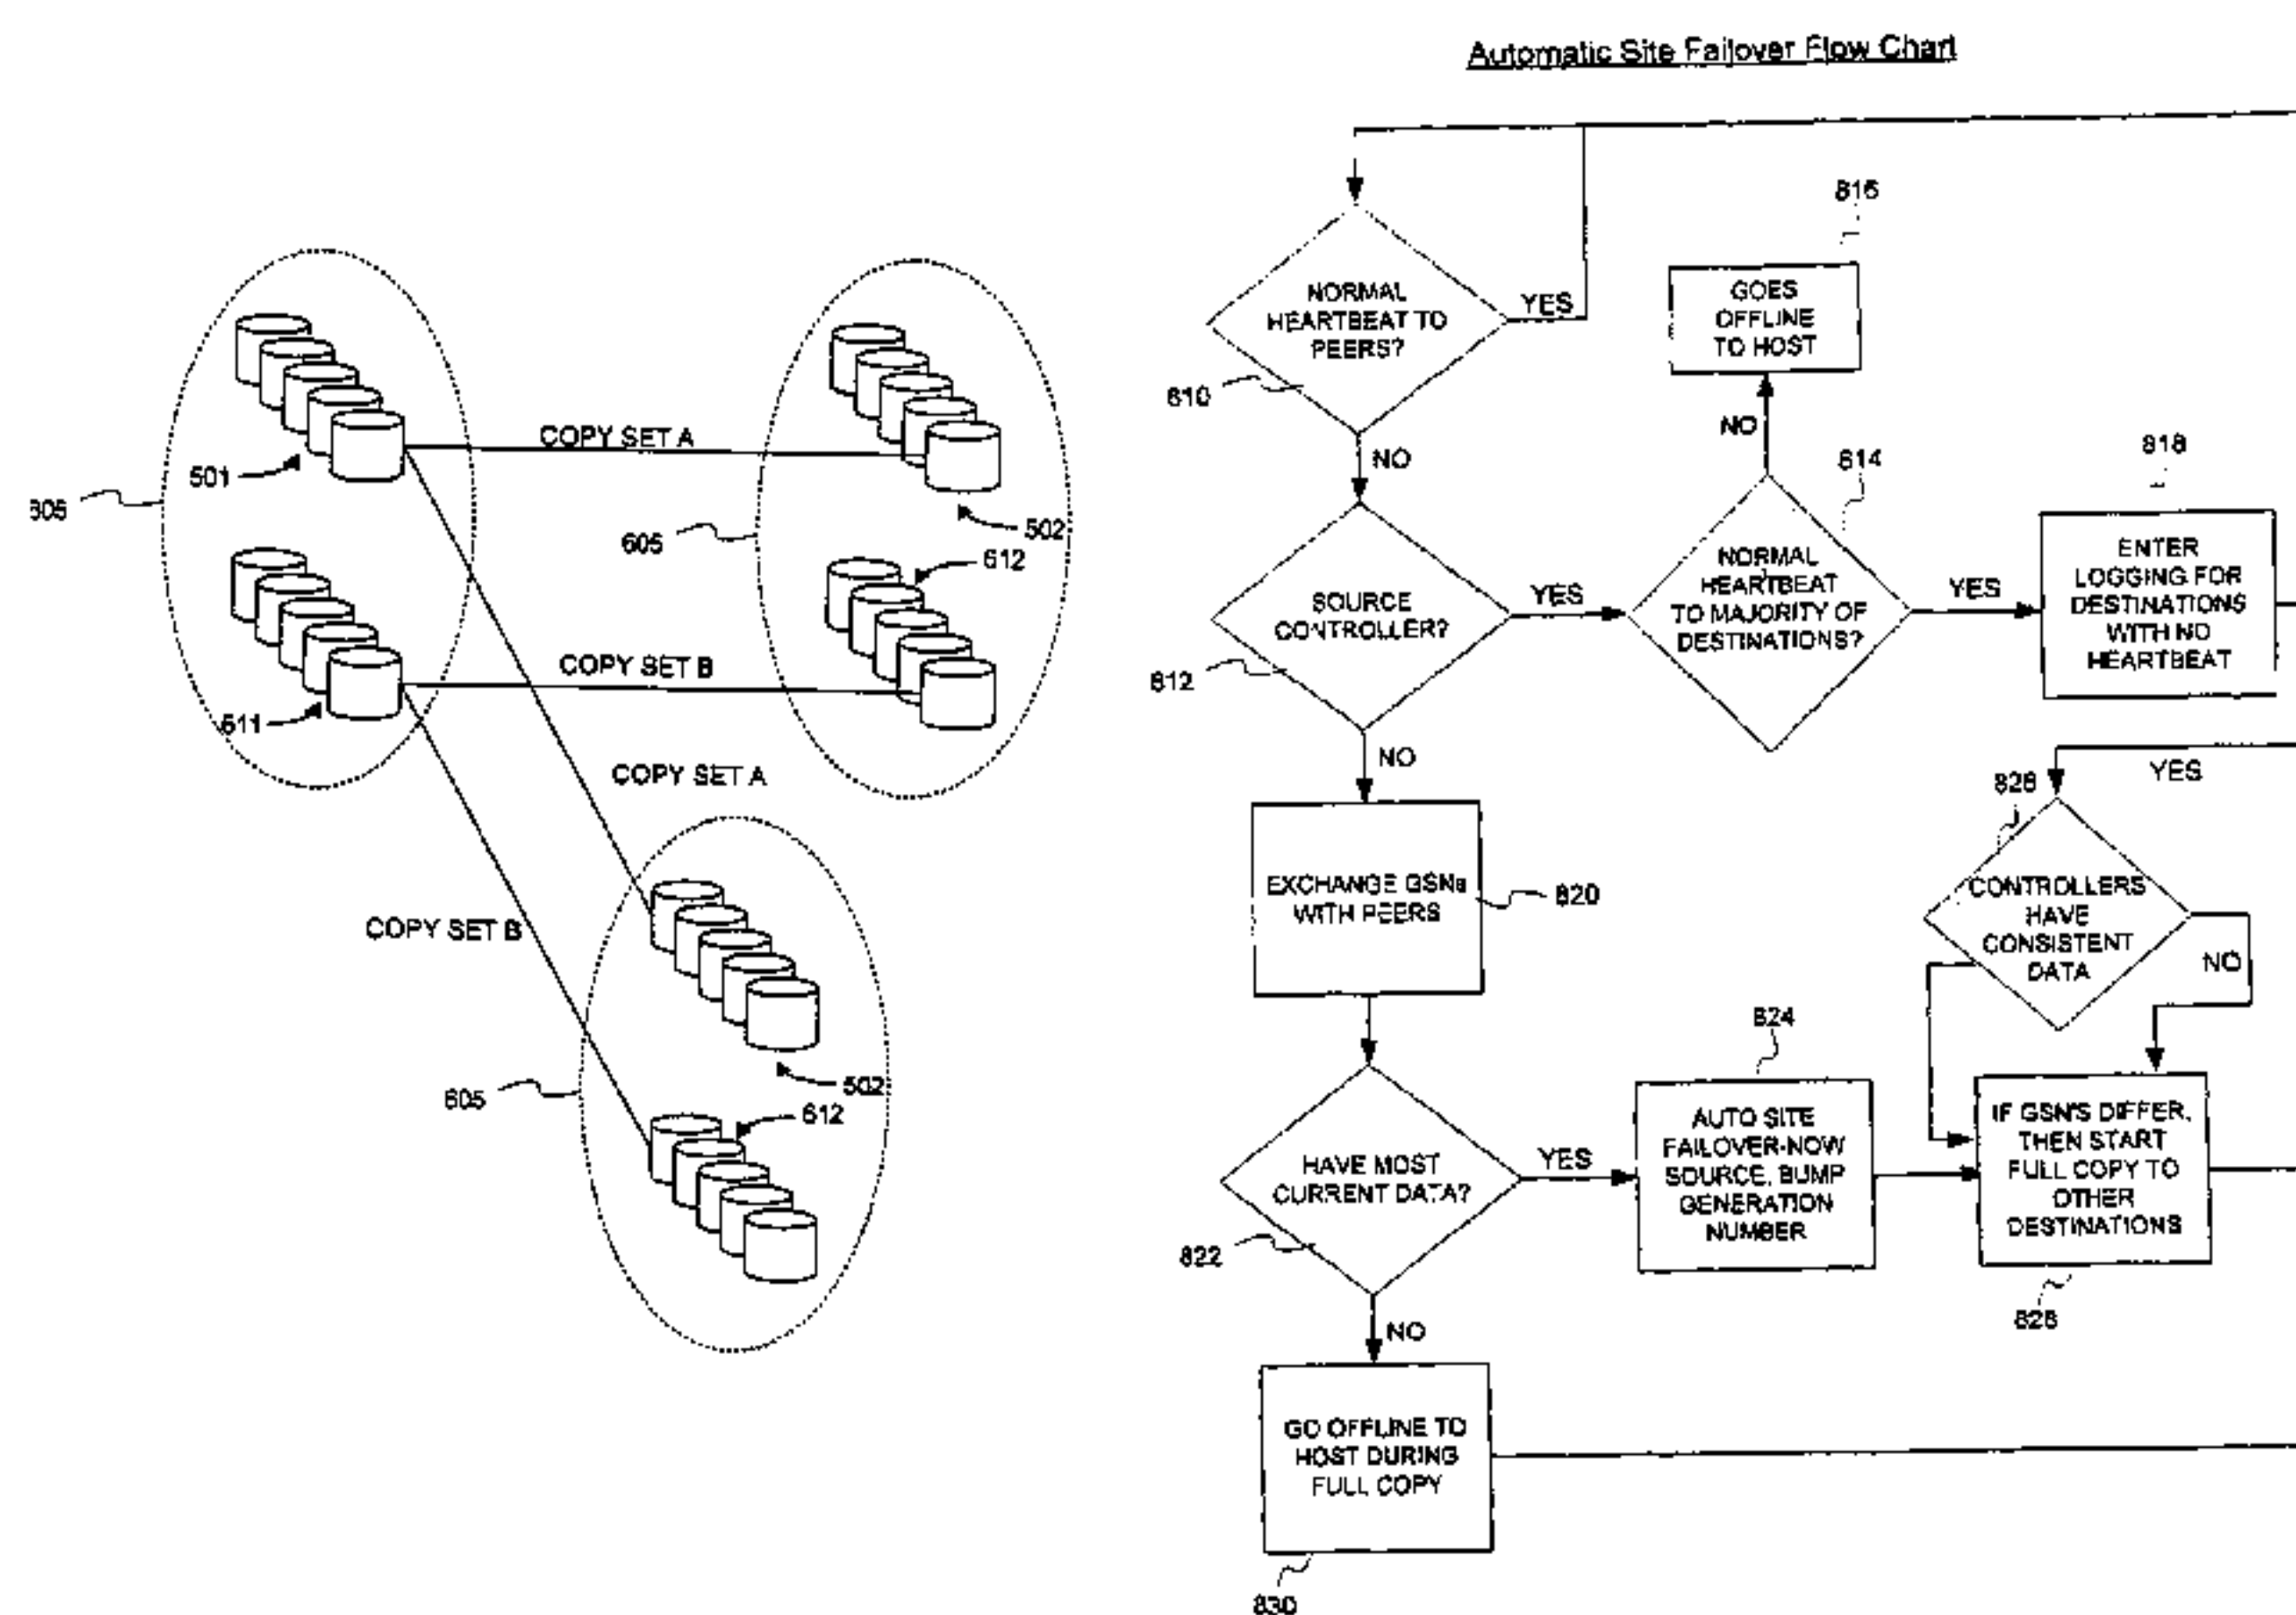 Automatic Site Failover Flow Chart
COPY SET A
501
605
502
605
612
COPY SET B
511
COPY SET A
COPY SET B
502
605
612
NORMAL
HEARTBEAT TO
PEERS?
YES
810
NO
SOURCE
CONTROLLER?
YES
812
NO
816
GOES
OFFLINE
TO HOST
NO
814
NORMAL
HEARTBEAT
TO MAJORITY OF
DESTINATIONS?
YES
818
ENTER
LOGGING FOR
DESTINATIONS
WITH NO
HEARTBEAT
YES
EXCHANGE GSNs
WITH PEERS
820
826
CONTROLLERS
HAVE
CONSISTENT
DATA
NO
HAVE MOST
CURRENT DATA?
YES
822
824
AUTO SITE
FAILOVER-NOW
SOURCE, BUMP
GENERATION
NUMBER
IF GSN'S DIFFER,
THEN START
FULL COPY TO
OTHER
DESTINATIONS
828
NO
GO OFFLINE TO
HOST DURING
FULL COPY
830